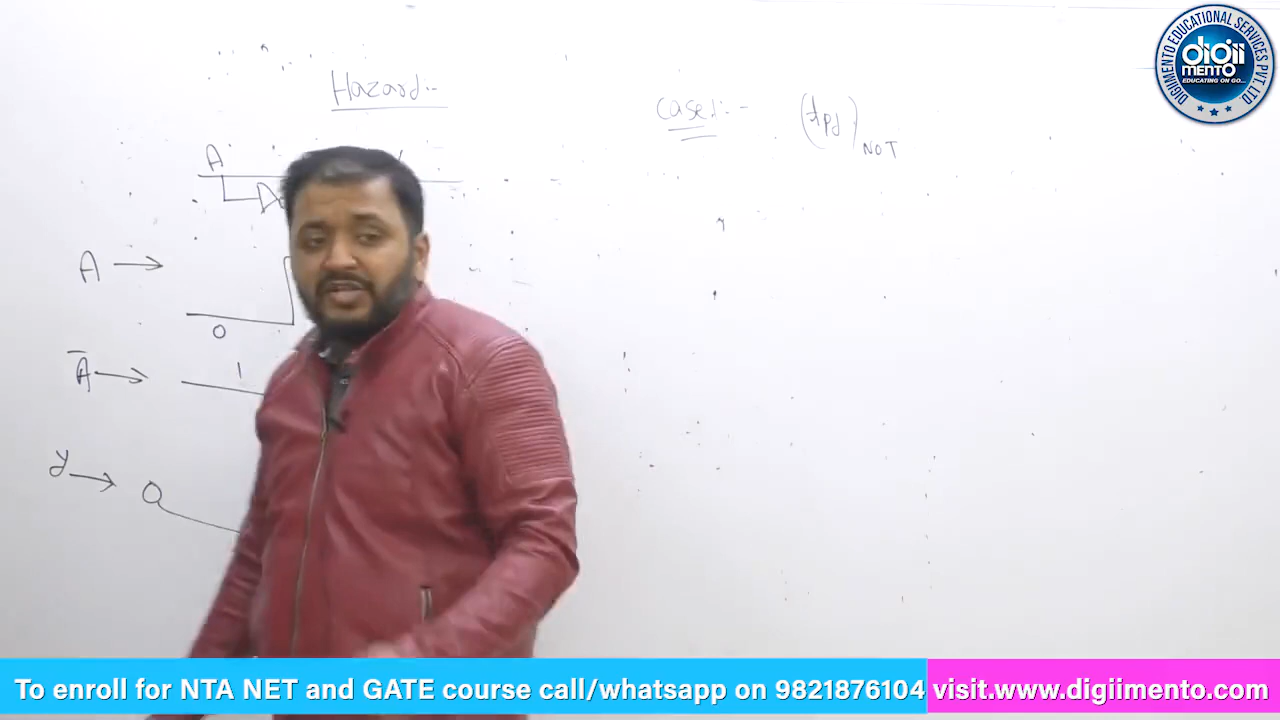 Hazard:-
A
A →
0
Ā →
1
y → 0
Case 1:-
(tpd)NOT
DIGIIMENTO EDUCATIONAL SERVICES PVT. LTD
digii
MENTO
EDUCATING ON GO...
To enroll for NTA NET and GATE course call/whatsapp on 9821876104 visit.www.digiimento.com